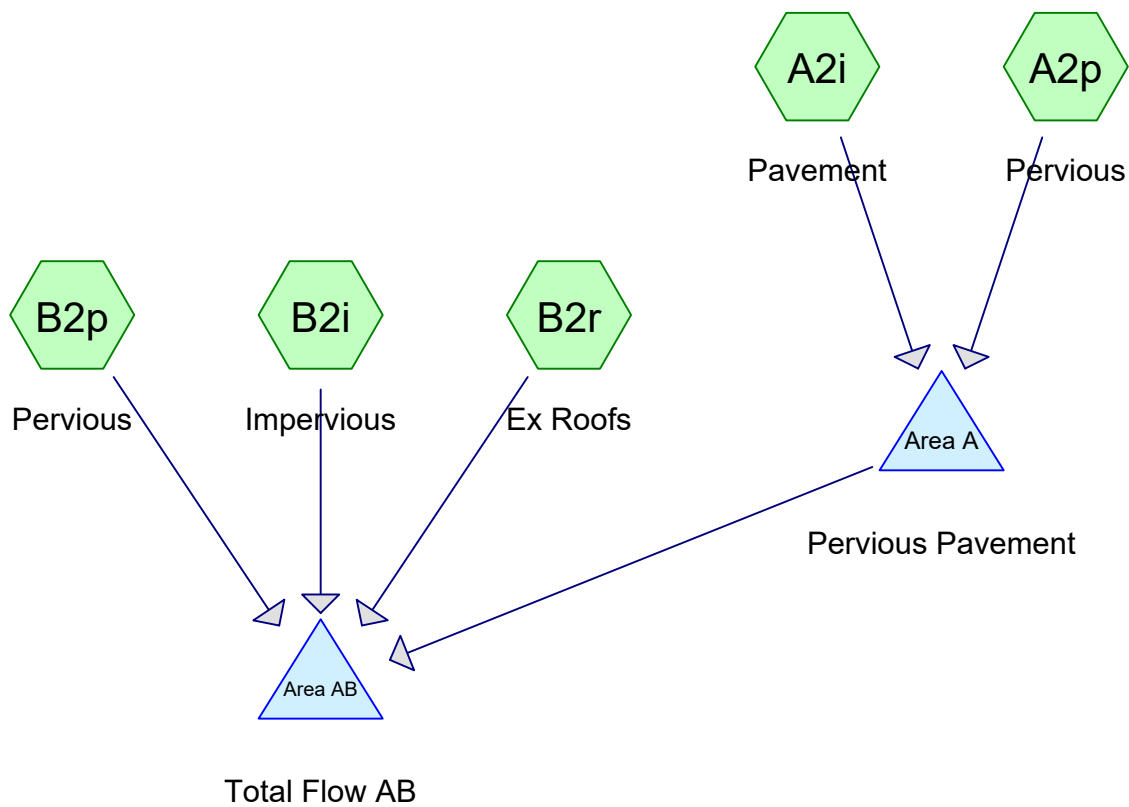 A2i
A2p
Pavement
Pervious
B2p
B2i
B2r
Pervious
Impervious
Ex Roofs
Area A
Pervious Pavement
Area AB
Total Flow AB